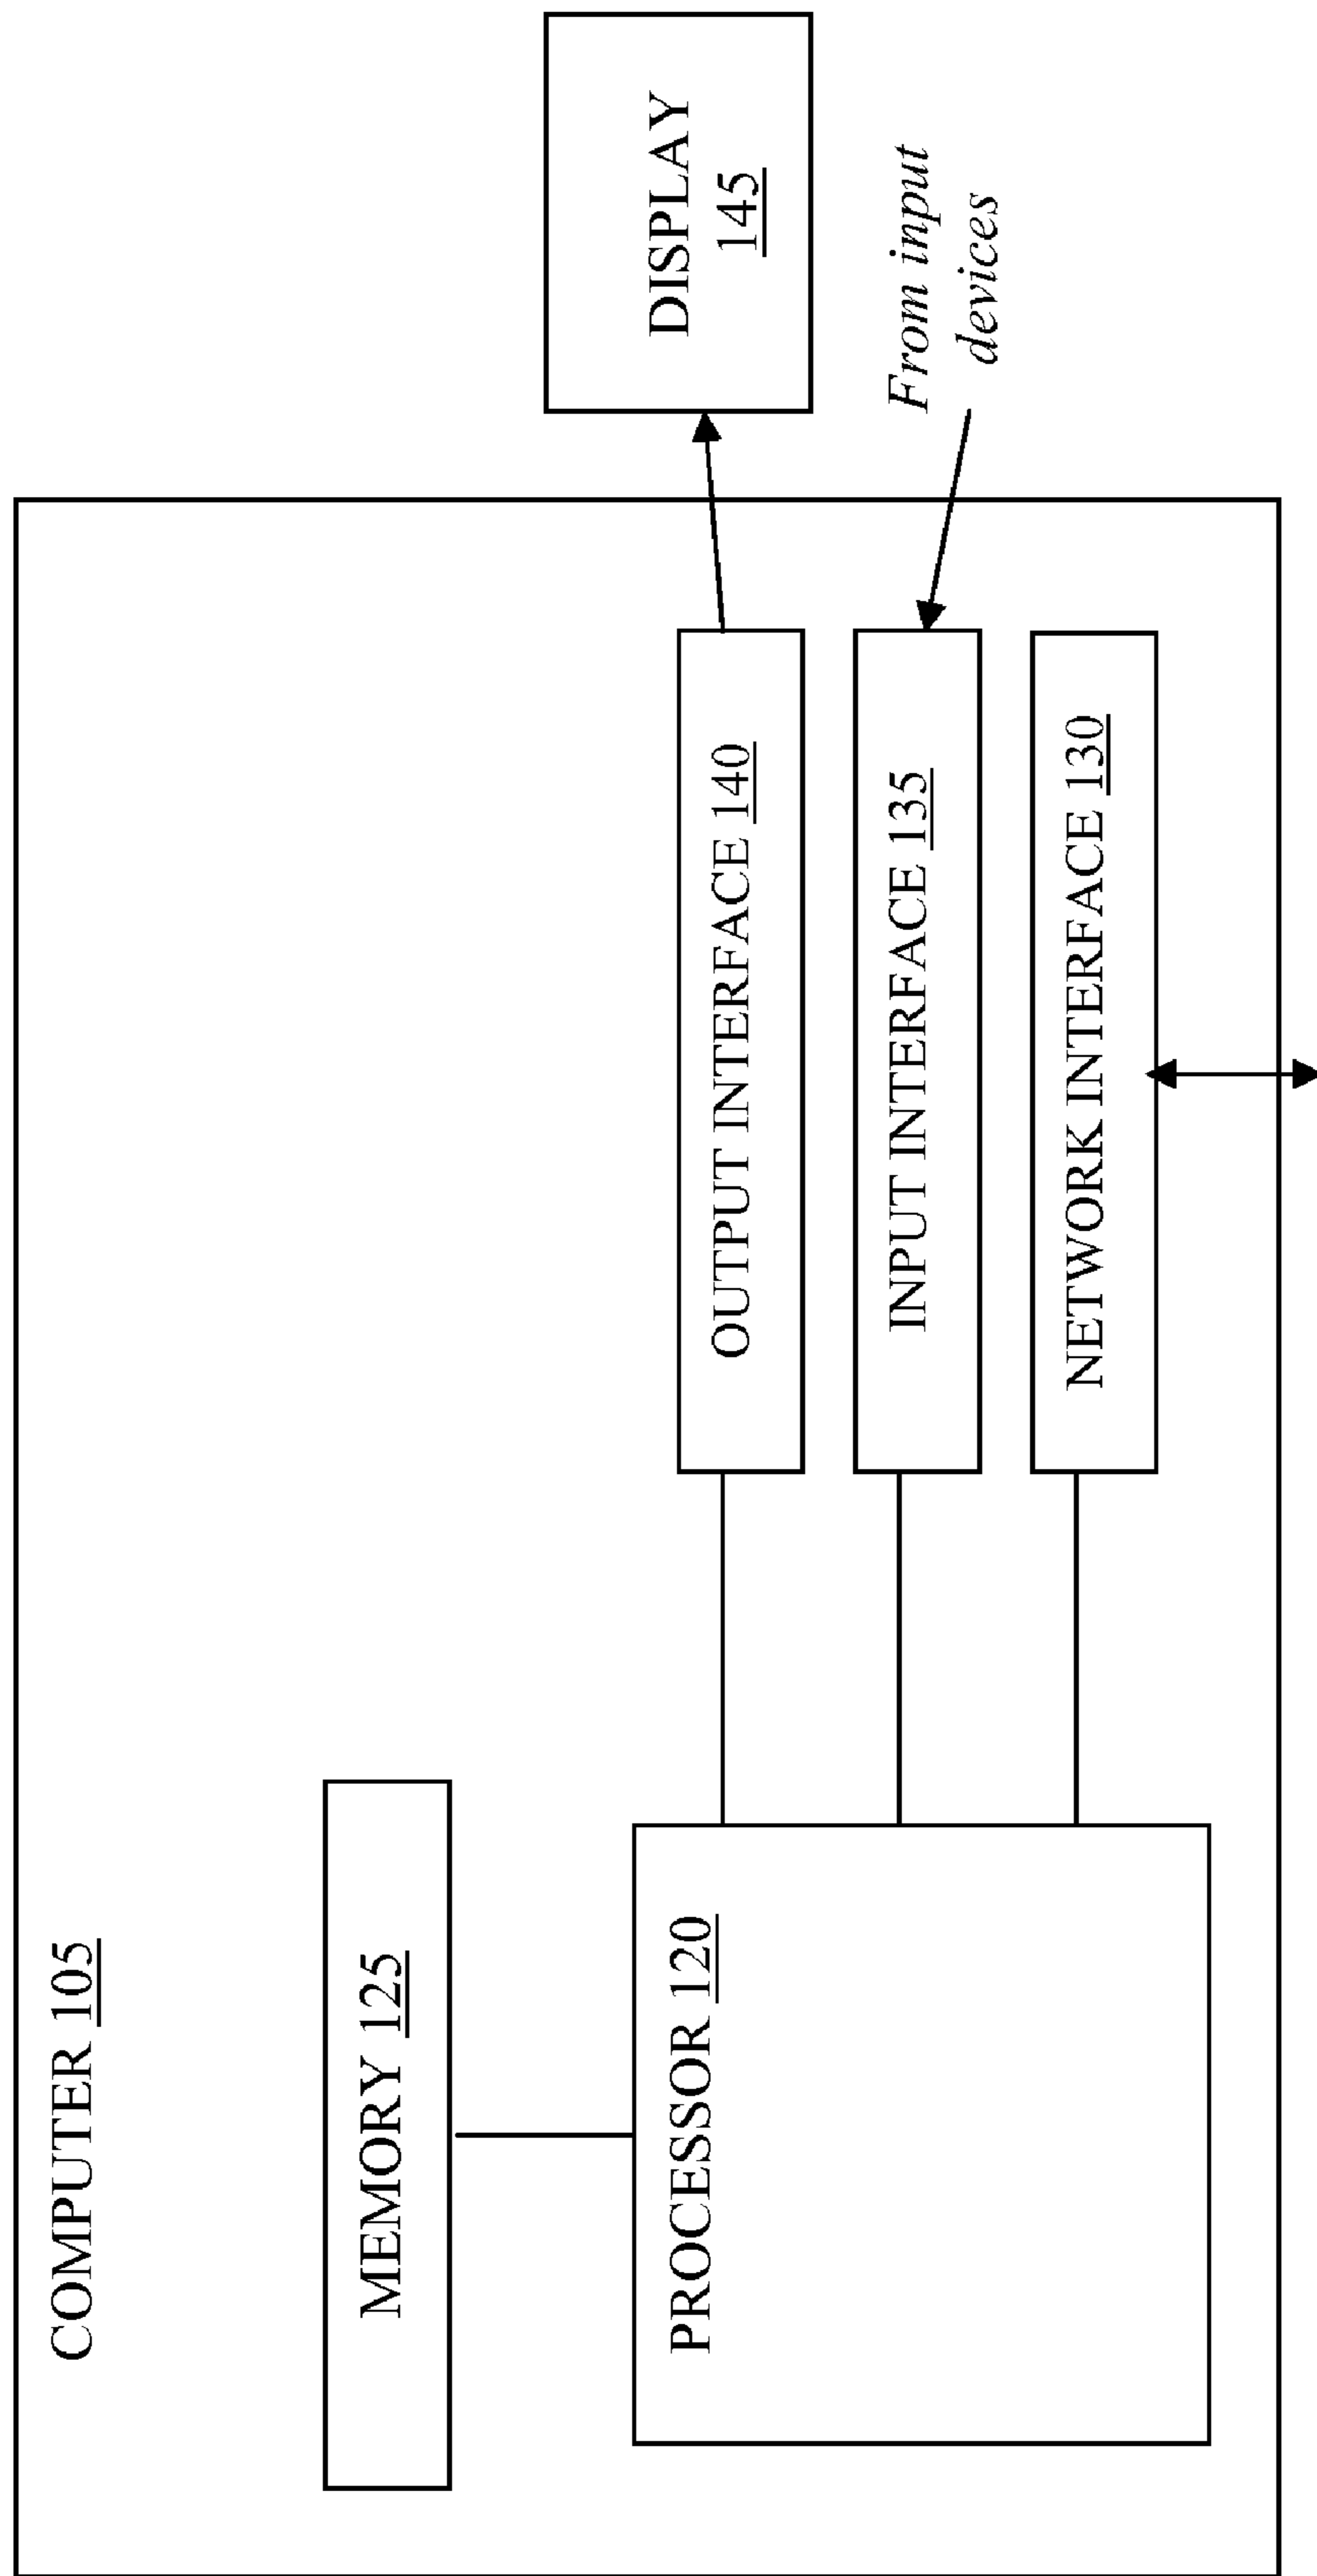 COMPUTER 105
MEMORY 125
PROCESSOR 120
OUTPUT INTERFACE 140
INPUT INTERFACE 135
NETWORK INTERFACE 130
DISPLAY
145
From input
devices